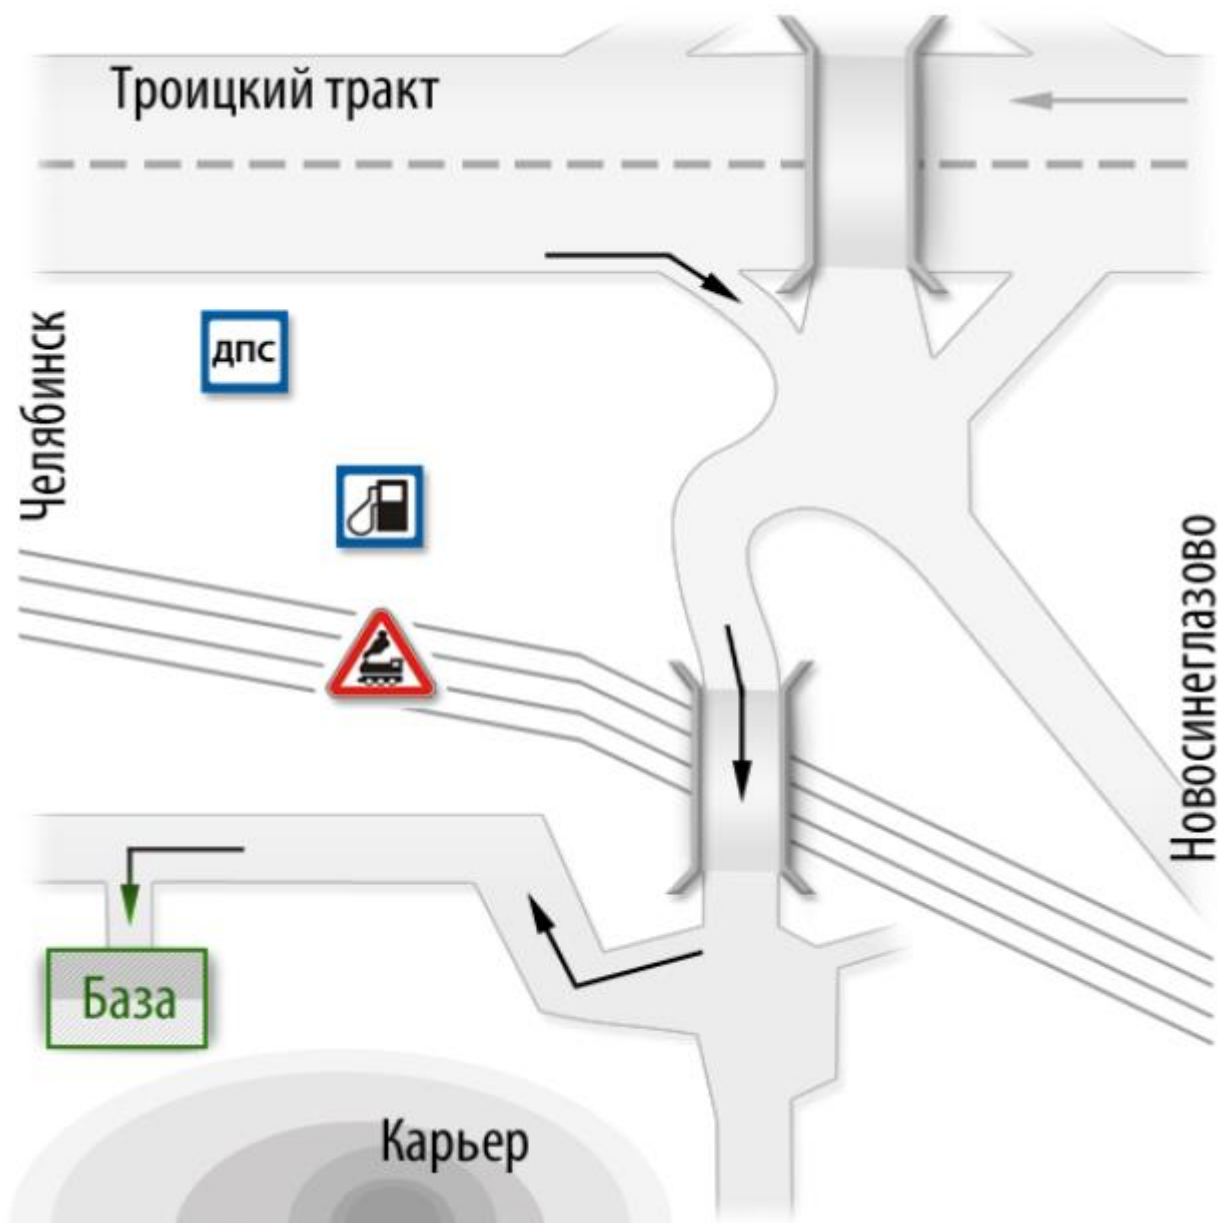 Троицкий тракт
Челябинск
ДПС
Новосинеглазово
База
Карьер